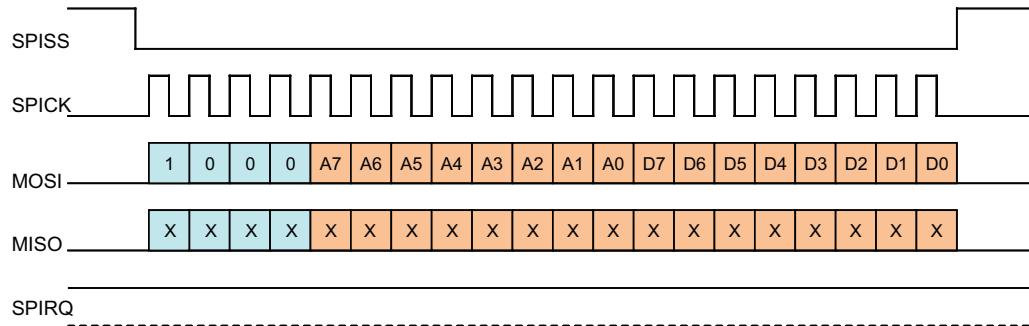 SPISS
SPICK
MOSI 1 0 0 0 A7 A6 A5 A4 A3 A2 A1 A0 D7 D6 D5 D4 D3 D2 D1 D0
MISO X X X X X X X X X X X X X X X X X X X X
SPIRQ